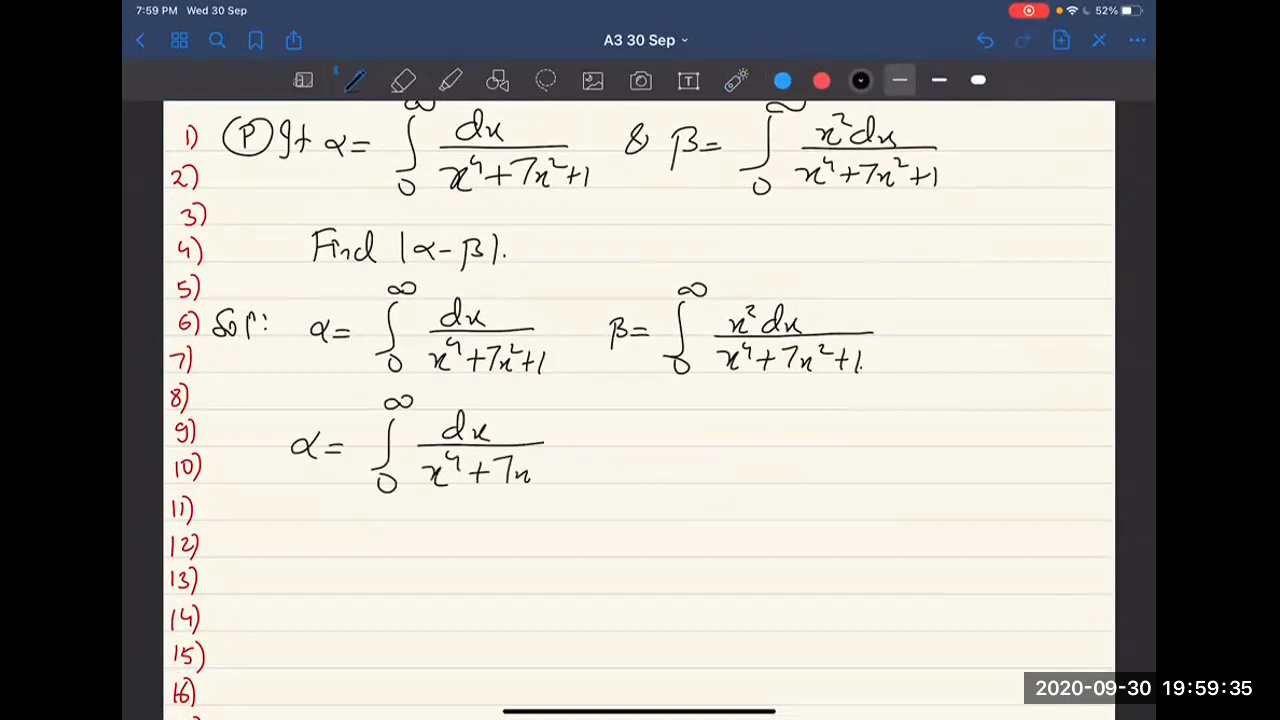 7:59 PM Wed 30 Sep
52%
A3 30 Sep
1) (P) If α = ∫₀^∞ dx / (x⁴+7x²+1) & β = ∫₀^∞ x²dx / (x⁴+7x²+1)
2)
3)
4) Find |α-β|.
5)
6) Solⁿ: α = ∫₀^∞ dx / (x⁴+7x²+1) β = ∫₀^∞ x²dx / (x⁴+7x²+1)
7)
8)
9) α = ∫₀^∞ dx / (x⁴+7x
10)
11)
12)
13)
14)
15)
16)
2020-09-30 19:59:35